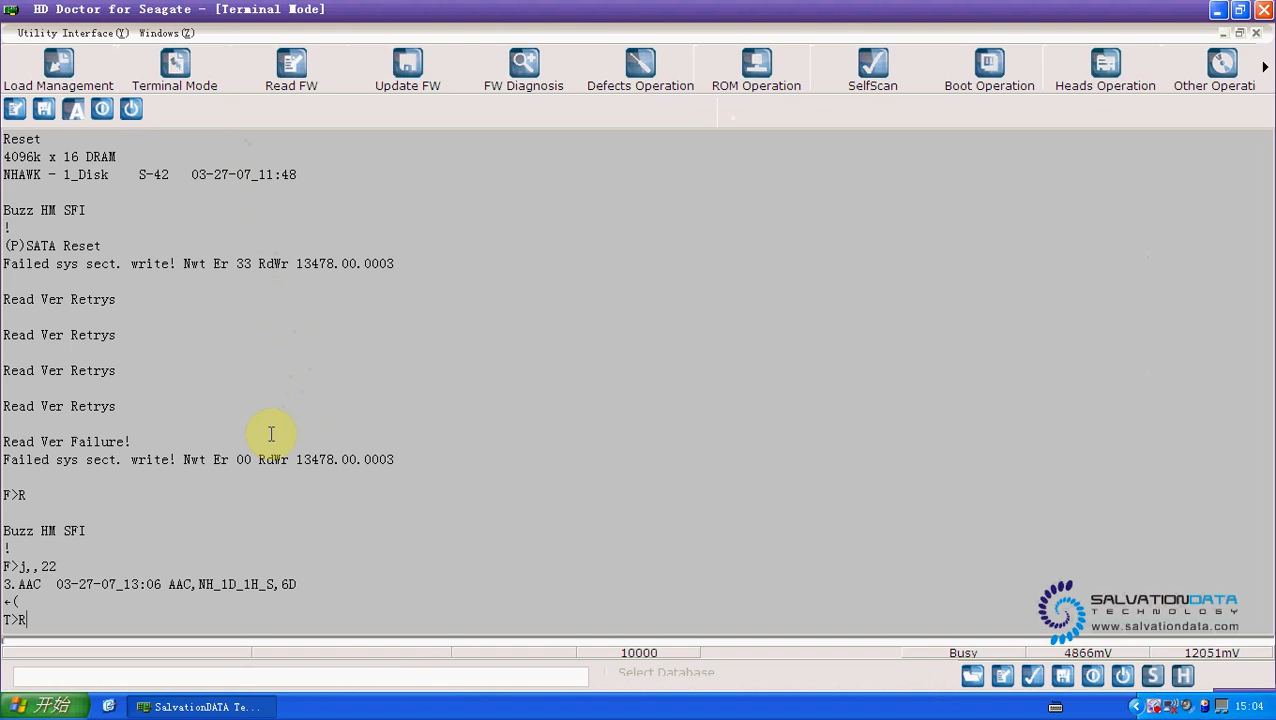 HD Doctor for Seagate - [Terminal Mode]
Utility Interface(Y) Windows(Z)
Load Management Terminal Mode Read FW Update FW FW Diagnosis Defects Operation ROM Operation SelfScan Boot Operation Heads Operation Other Operati
A
Reset
4096k x 16 DRAM
NHAWK - 1_Disk S-42 03-27-07_11:48
Buzz HM SFI
!
(P)SATA Reset
Failed sys sect. write! Nwt Er 33 RdWr 13478.00.0003
Read Ver Retrys
Read Ver Retrys
Read Ver Retrys
Read Ver Retrys
Read Ver Failure!
Failed sys sect. write! Nwt Er 00 RdWr 13478.00.0003
F>R
Buzz HM SFI
!
F>j,,22
3.AAC 03-27-07_13:06 AAC,NH_1D_1H_S,6D
←(
T>R
SALVATIONDATA
TECHNOLOGY
www.salvationdata.com
10000 Busy 4866mV 12051mV
Select Database
S H
开始 SalvationDATA Te... 15:04